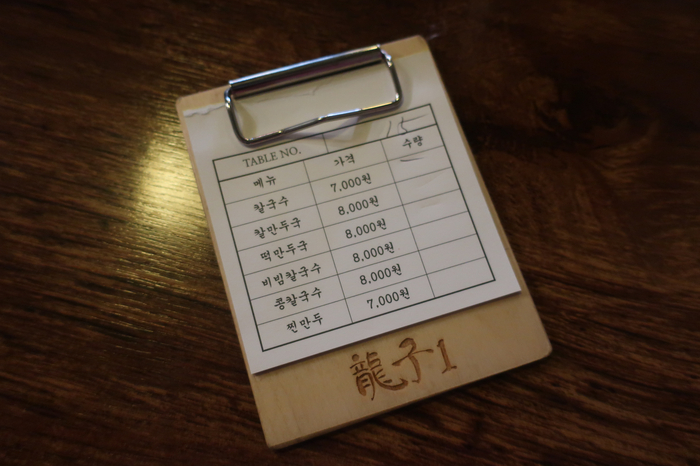 TABLE NO. 15
메뉴 가격 수량
칼국수 7,000원
칼만두국 8,000원
떡만두국 8,000원
비빔칼국수 8,000원
콩칼국수 8,000원
찐만두 7,000원
龍子1